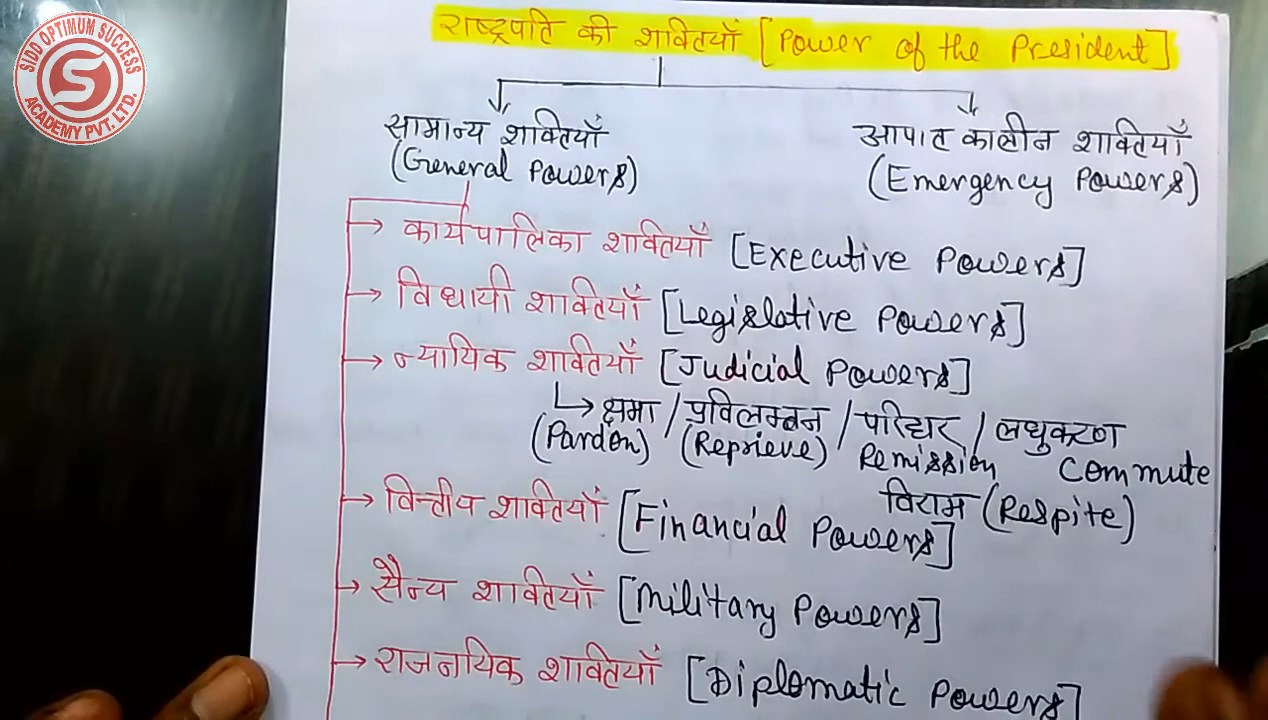 SIDD OPTIMUM SUCCESS
S
ACADEMY PVT. LTD.
राष्ट्रपति की शक्तियाँ [Power of the President]
सामान्य शक्तियाँ
(General Powers)
आपात कालीन शक्तियाँ
(Emergency Powers)
→ कार्यपालिका शक्तियाँ [Executive Powers]
→ विधायी शक्तियाँ [Legislative Powers]
→ न्यायिक शक्तियाँ [Judicial Powers]
→ क्षमा / प्रविलम्बन / परिहार / लघुकरण
(Pardon) (Reprieve) Remission Commute
विराम (Respite)
→ वित्तीय शक्तियाँ [Financial Powers]
→ सैन्य शक्तियाँ [Military Powers]
→ राजनयिक शक्तियाँ [Diplomatic Powers]